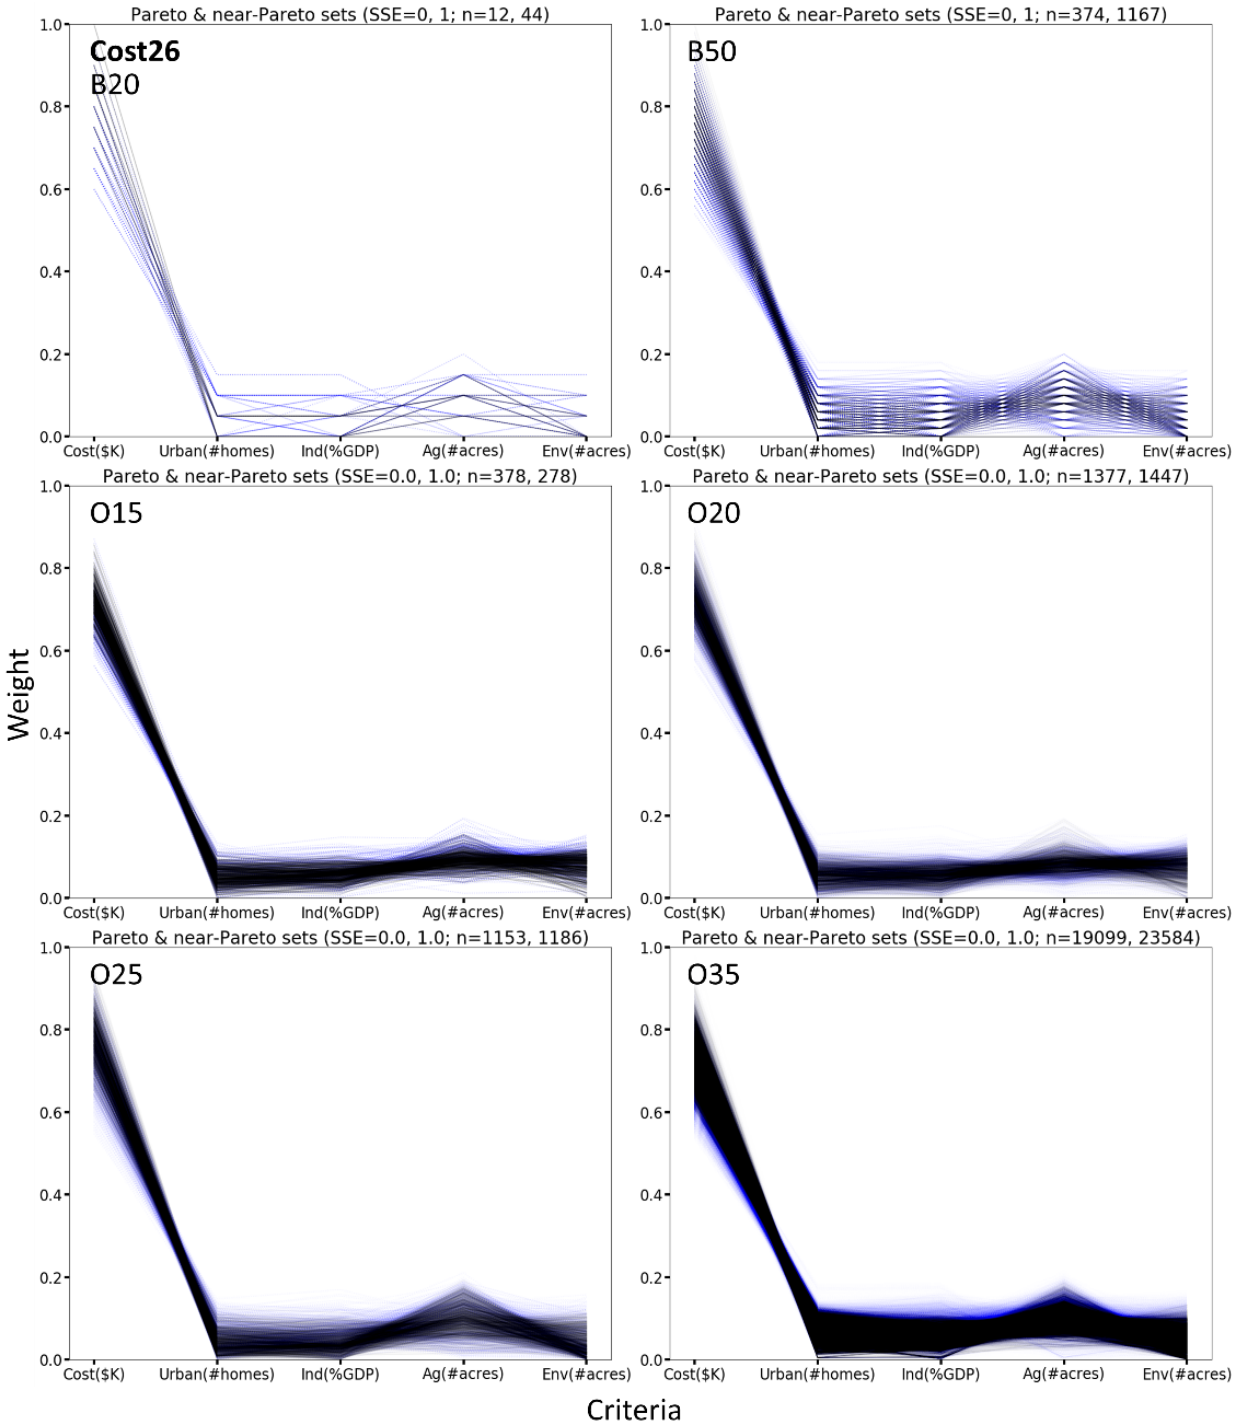 Pareto & near-Pareto sets (SSE=0, 1; n=12, 44)
Cost26
B20
1.0
0.8
0.6
0.4
0.2
0.0
Cost($K) Urban(#homes) Ind(%GDP) Ag(#acres) Env(#acres)
Pareto & near-Pareto sets (SSE=0, 1; n=374, 1167)
B50
1.0
0.8
0.6
0.4
0.2
0.0
Cost($K) Urban(#homes) Ind(%GDP) Ag(#acres) Env(#acres)
Pareto & near-Pareto sets (SSE=0.0, 1.0; n=378, 278)
O15
1.0
0.8
0.6
0.4
0.2
0.0
Cost($K) Urban(#homes) Ind(%GDP) Ag(#acres) Env(#acres)
Pareto & near-Pareto sets (SSE=0.0, 1.0; n=1377, 1447)
O20
1.0
0.8
0.6
0.4
0.2
0.0
Cost($K) Urban(#homes) Ind(%GDP) Ag(#acres) Env(#acres)
Weight
Pareto & near-Pareto sets (SSE=0.0, 1.0; n=1153, 1186)
O25
1.0
0.8
0.6
0.4
0.2
0.0
Cost($K) Urban(#homes) Ind(%GDP) Ag(#acres) Env(#acres)
Pareto & near-Pareto sets (SSE=0.0, 1.0; n=19099, 23584)
O35
1.0
0.8
0.6
0.4
0.2
0.0
Cost($K) Urban(#homes) Ind(%GDP) Ag(#acres) Env(#acres)
Criteria